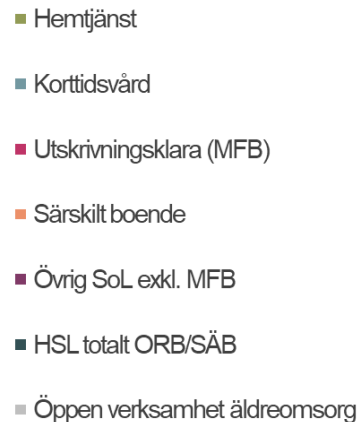 Hemtjänst
Korttidsvård
Utskrivningsklara (MFB)
Särskilt boende
Övrig SoL exkl. MFB
HSL totalt ORB/SÄB
Öppen verksamhet äldreomsorg